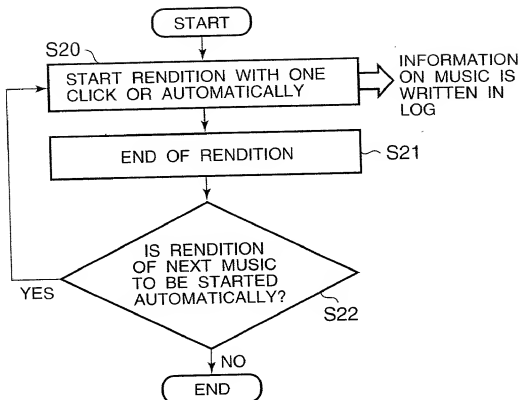 START
S20
START RENDITION WITH ONE
CLICK OR AUTOMATICALLY
INFORMATION
ON MUSIC IS
WRITTEN IN
LOG
END OF RENDITION
S21
IS RENDITION
OF NEXT MUSIC
TO BE STARTED
AUTOMATICALLY?
YES
S22
NO
END